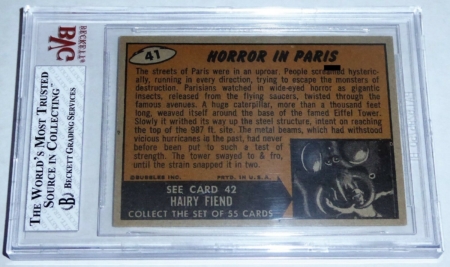 BECKETT
BVG
THE WORLD'S MOST TRUSTED
SOURCE IN COLLECTING™
B BECKETT GRADING SERVICES
41
HORROR IN PARIS
The streets of Paris were in an uproar. People hysteric-
ally, running in every direction, trying to escape the monsters of
destruction. Parisians watched in wide-eyed horror as gigantic
insects, released from the flying saucers, twisted through the
famous avenues. A huge caterpillar, more than a thousand feet
long, weaved itself around the base of the famed Eiffel Tower.
Slowly it writhed its way up the steel structure, intent on reaching
the top of the 987 ft. site. The metal beams, which had withstood
vicious hurricanes in the past, had never
before been put to such a test of
strength. The tower swayed to & fro,
until the strain snapped it in two.
©BUBBLES INC. PRTD. IN U.S.A.
SEE CARD 42
HAIRY FIEND
COLLECT THE SET OF 55 CARDS